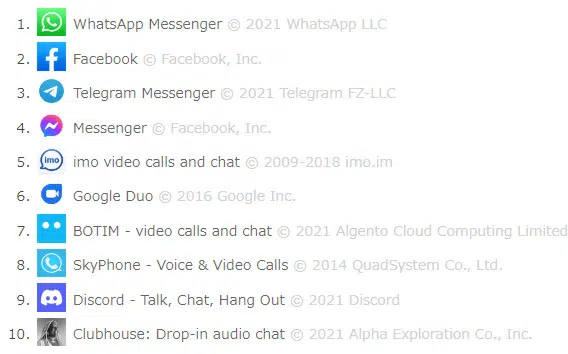 1. WhatsApp Messenger © 2021 WhatsApp LLC
2. Facebook © Facebook, Inc.
3. Telegram Messenger © 2021 Telegram FZ-LLC
4. Messenger © Facebook, Inc.
5. imo imo video calls and chat © 2009-2018 imo.im
6. Google Duo © 2016 Google Inc.
7. BOTIM - video calls and chat © 2021 Algento Cloud Computing Limited
8. SkyPhone - Voice & Video Calls © 2014 QuadSystem Co., Ltd.
9. Discord - Talk, Chat, Hang Out © 2021 Discord
10. Clubhouse: Drop-in audio chat © 2021 Alpha Exploration Co., Inc.